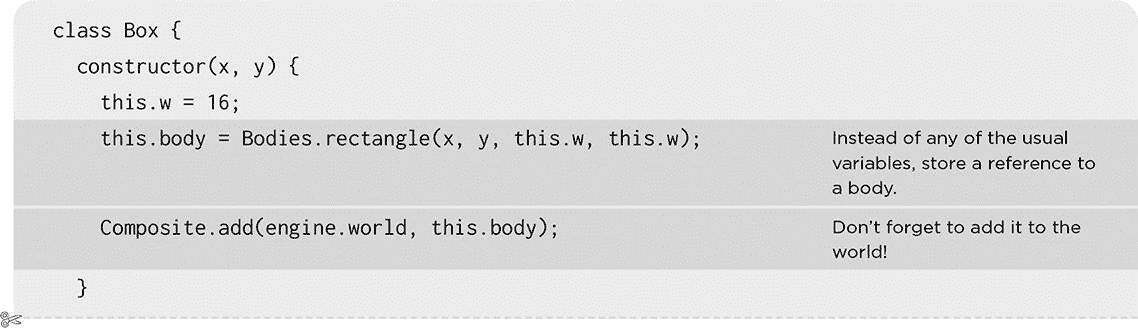 class Box {
constructor(x, y) {
this.w = 16;
this.body = Bodies.rectangle(x, y, this.w, this.w);
Instead of any of the usual
variables, store a reference to
a body.
Composite.add(engine.world, this.body);
Don’t forget to add it to the
world!
}